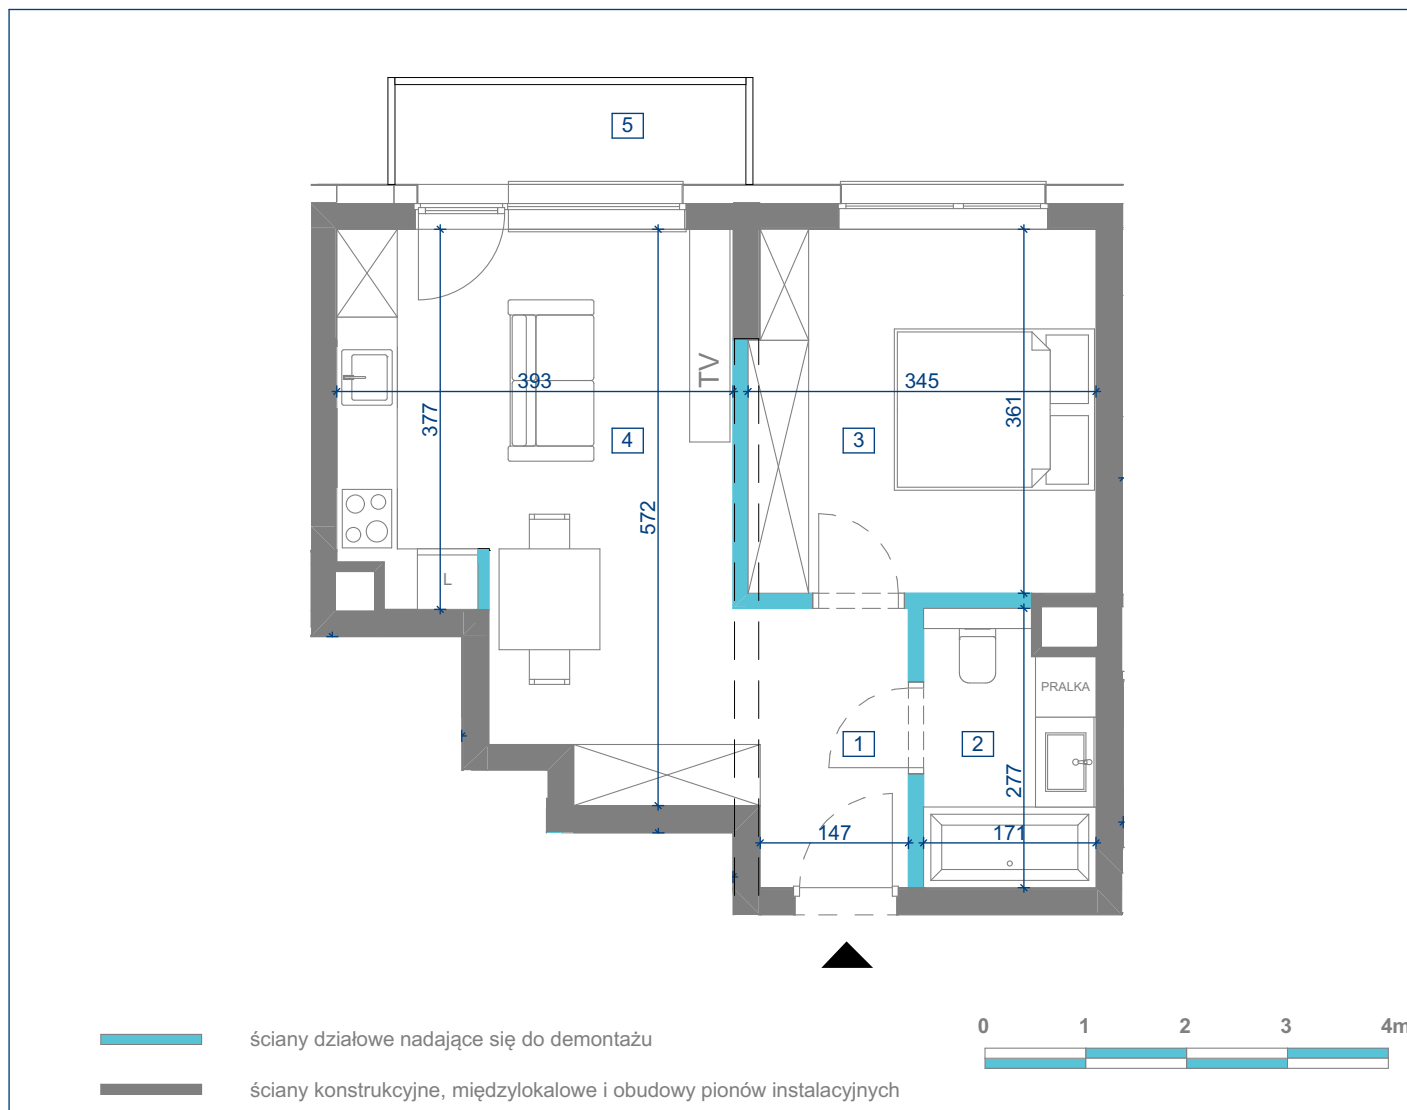 5
393
377
TV
4
572
345
361
3
L
PRALKA
1
2
277
147
171
0 1 2 3 4m
ściany działowe nadające się do demontażu
ściany konstrukcyjne, międzylokalowe i obudowy pionów instalacyjnych